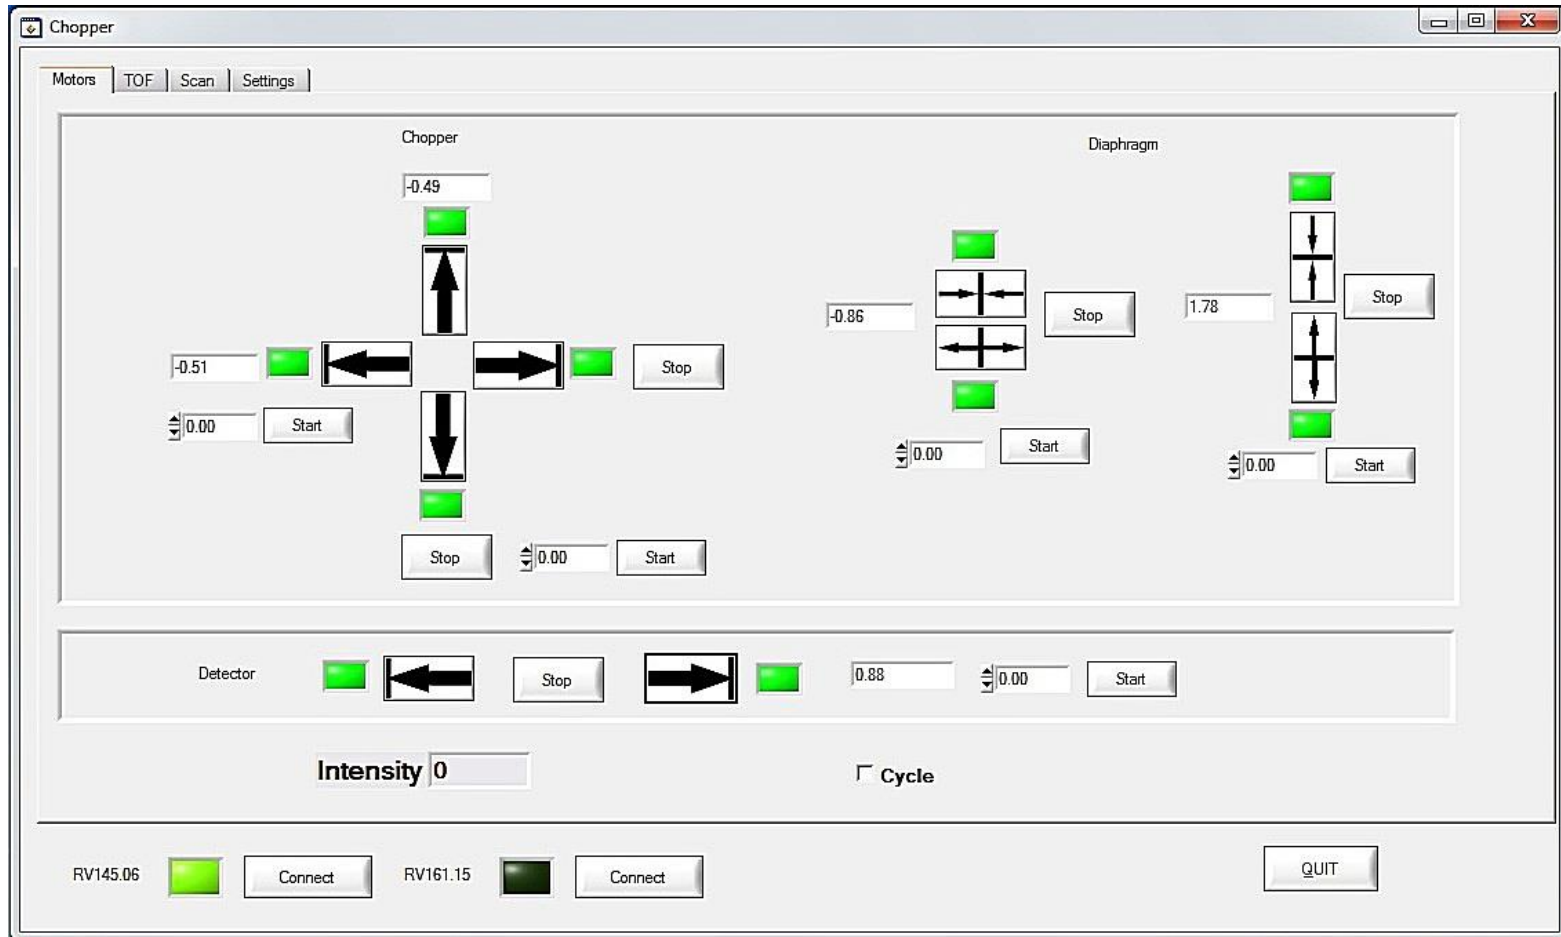 Chopper
Motors TOF Scan Settings
Chopper
Diaphragm
-0.49
-0.86
Stop
1.78
Stop
-0.51
Stop
0.00
Start
0.00
Start
0.00
Start
Stop
0.00
Start
Detector
Stop
0.88
0.00
Start
Intensity 0
Cycle
RV145.06
Connect
RV161.15
Connect
QUIT